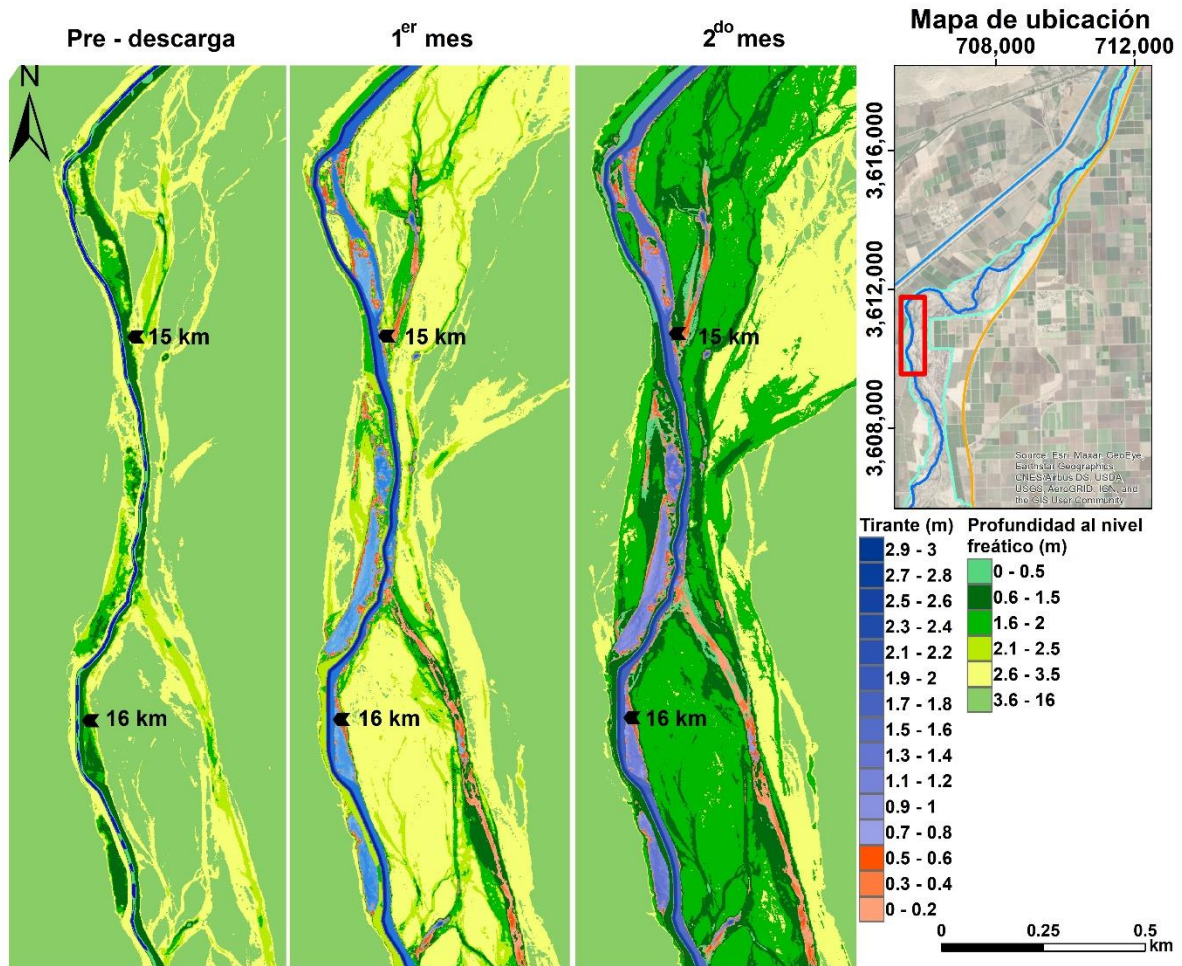 Pre - descarga
1er mes
2do mes
Mapa de ubicación
708,000 712,000
3,616,000
3,612,000
3,608,000
N
15 km
15 km
15 km
16 km
16 km
16 km
Source: Esri, Maxar, GeoEye,
Earthstar Geographics,
CNES/Airbus DS, USDA,
USGS, AeroGRID, IGN, and
the GIS User Community
Tirante (m)
2.9 - 3
2.7 - 2.8
2.5 - 2.6
2.3 - 2.4
2.1 - 2.2
1.9 - 2
1.7 - 1.8
1.5 - 1.6
1.3 - 1.4
1.1 - 1.2
0.9 - 1
0.7 - 0.8
0.5 - 0.6
0.3 - 0.4
0 - 0.2
Profundidad al nivel
freático (m)
0 - 0.5
0.6 - 1.5
1.6 - 2
2.1 - 2.5
2.6 - 3.5
3.6 - 16
0 0.25 0.5
km